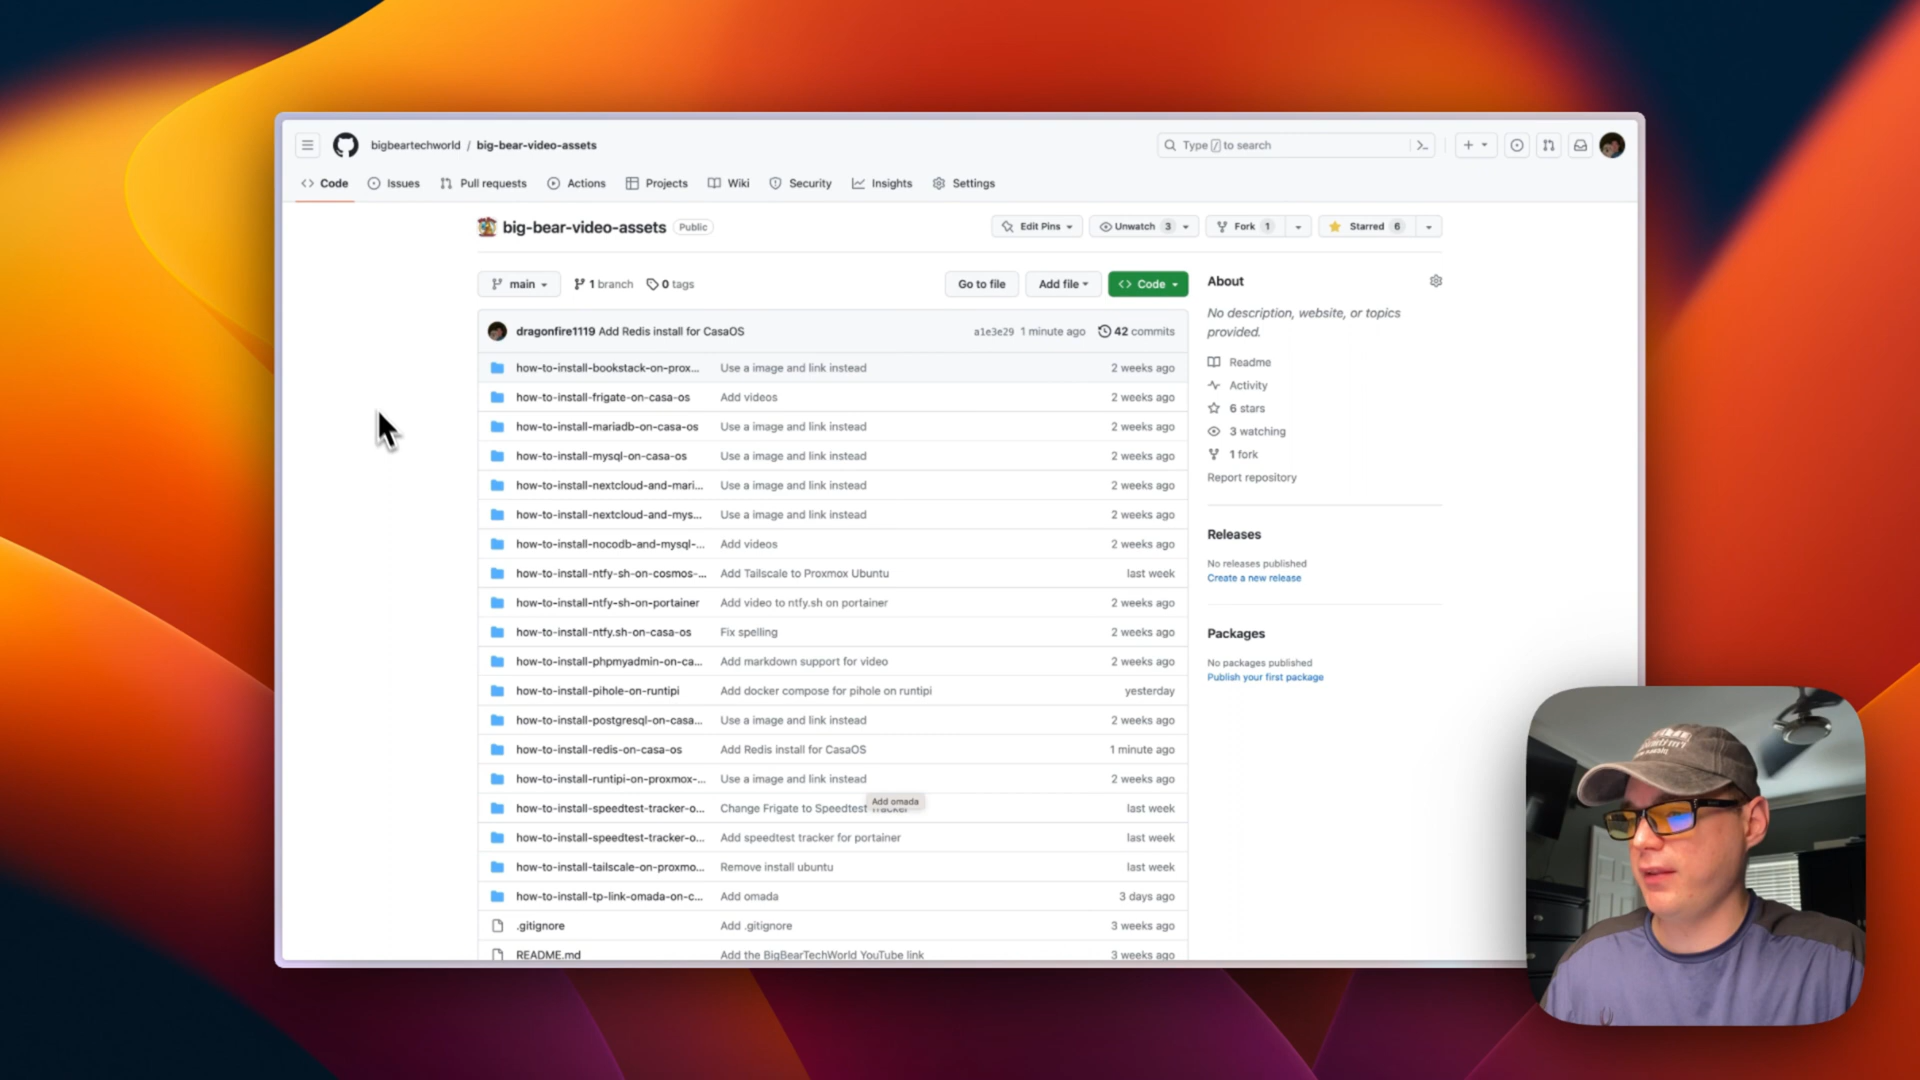 bigbeartechworld / big-bear-video-assets
Type / to search
Code Issues Pull requests Actions Projects Wiki Security Insights Settings
big-bear-video-assets Public
Edit Pins Unwatch 3 Fork 1 Starred 6
main 1 branch 0 tags Go to file Add file Code
dragonfire1119 Add Redis install for CasaOS a1e3e29 1 minute ago 42 commits
how-to-install-bookstack-on-prox... Use a image and link instead 2 weeks ago
how-to-install-frigate-on-casa-os Add videos 2 weeks ago
how-to-install-mariadb-on-casa-os Use a image and link instead 2 weeks ago
how-to-install-mysql-on-casa-os Use a image and link instead 2 weeks ago
how-to-install-nextcloud-and-mari... Use a image and link instead 2 weeks ago
how-to-install-nextcloud-and-mys... Use a image and link instead 2 weeks ago
how-to-install-nocodb-and-mysql-... Add videos 2 weeks ago
how-to-install-ntfy-sh-on-cosmos-... Add Tailscale to Proxmox Ubuntu last week
how-to-install-ntfy-sh-on-portainer Add video to ntfy.sh on portainer 2 weeks ago
how-to-install-ntfy.sh-on-casa-os Fix spelling 2 weeks ago
how-to-install-phpmyadmin-on-ca... Add markdown support for video 2 weeks ago
how-to-install-pihole-on-runtipi Add docker compose for pihole on runtipi yesterday
how-to-install-postgresql-on-casa... Use a image and link instead 2 weeks ago
how-to-install-redis-on-casa-os Add Redis install for CasaOS 1 minute ago
how-to-install-runtipi-on-proxmox-... Use a image and link instead 2 weeks ago
Add omada
how-to-install-speedtest-tracker-o... Change Frigate to Speedtest Tracker last week
how-to-install-speedtest-tracker-o... Add speedtest tracker for portainer last week
how-to-install-tailscale-on-proxmo... Remove install ubuntu last week
how-to-install-tp-link-omada-on-c... Add omada 3 days ago
.gitignore Add .gitignore 3 weeks ago
README.md Add the BigBearTechWorld YouTube link 3 weeks ago
About
No description, website, or topics
provided.
Readme
Activity
6 stars
3 watching
1 fork
Report repository
Releases
No releases published
Create a new release
Packages
No packages published
Publish your first package